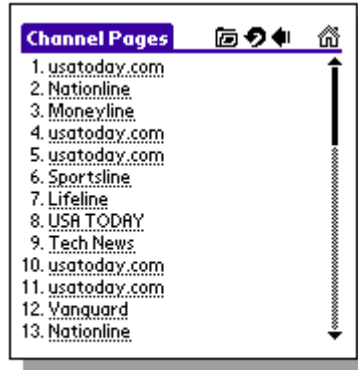 Channel Pages
1. usatoday.com
2. Nationline
3. Moneyline
4. usatoday.com
5. usatoday.com
6. Sportsline
7. Lifeline
8. USA TODAY
9. Tech News
10. usatoday.com
11. usatoday.com
12. Vanguard
13. Nationline